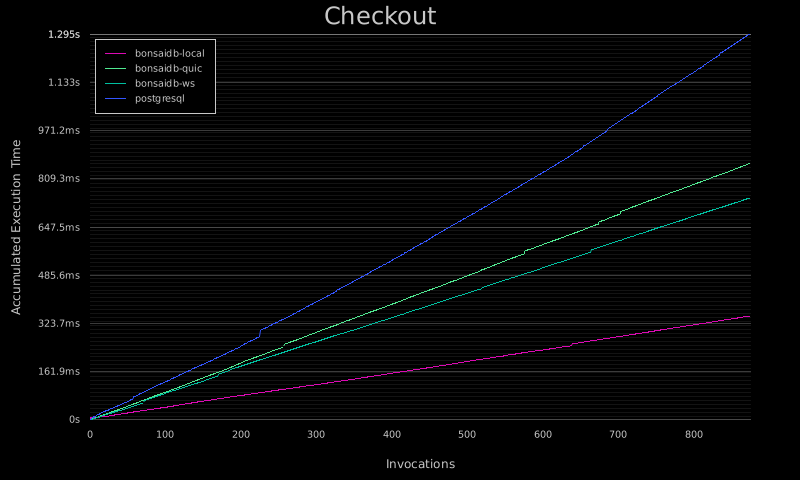 Checkout
1.295s
1.133s
971.2ms
809.3ms
647.5ms
485.6ms
323.7ms
161.9ms
0s
bonsaidb-local
bonsaidb-quic
bonsaidb-ws
postgresql
Accumulated Execution Time
0 100 200 300 400 500 600 700 800
Invocations